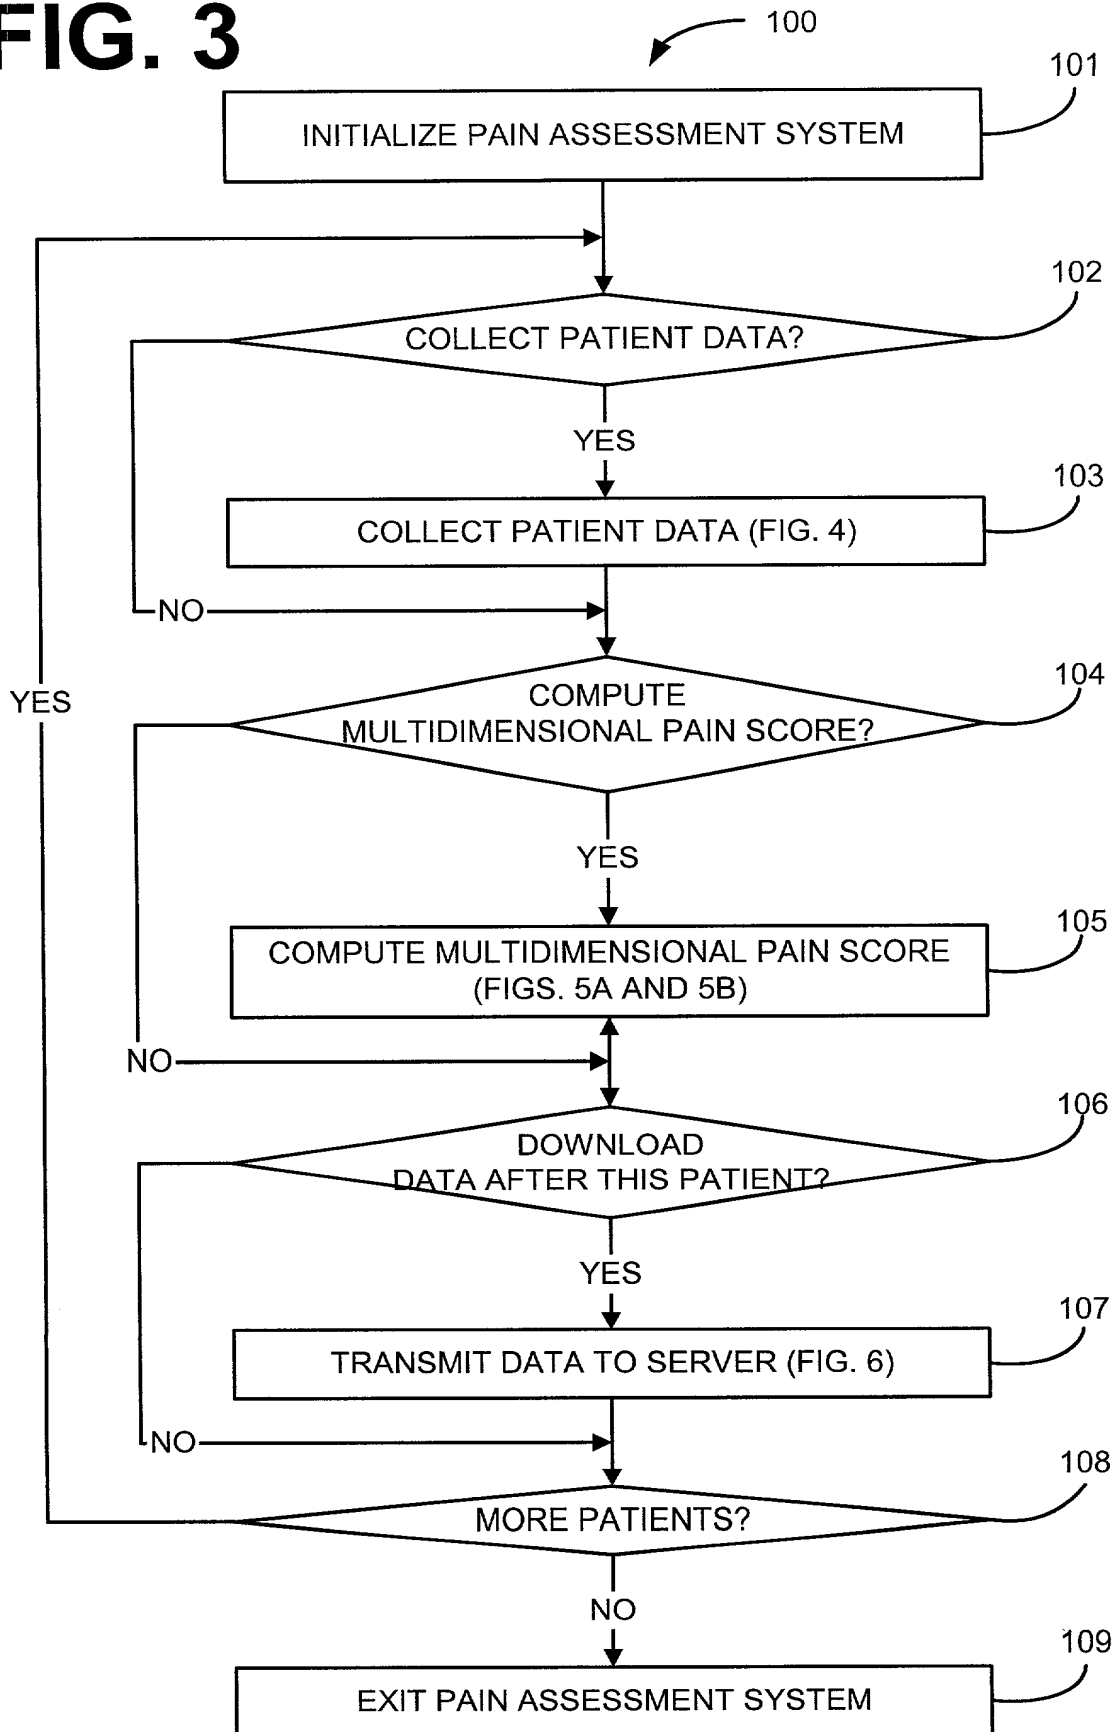 FIG. 3
100
101
INITIALIZE PAIN ASSESSMENT SYSTEM
102
COLLECT PATIENT DATA?
YES
103
COLLECT PATIENT DATA (FIG. 4)
NO
104
COMPUTE
MULTIDIMENSIONAL PAIN SCORE?
YES
YES
105
COMPUTE MULTIDIMENSIONAL PAIN SCORE
(FIGS. 5A AND 5B)
NO
106
DOWNLOAD
DATA AFTER THIS PATIENT?
YES
107
TRANSMIT DATA TO SERVER (FIG. 6)
NO
108
MORE PATIENTS?
NO
109
EXIT PAIN ASSESSMENT SYSTEM